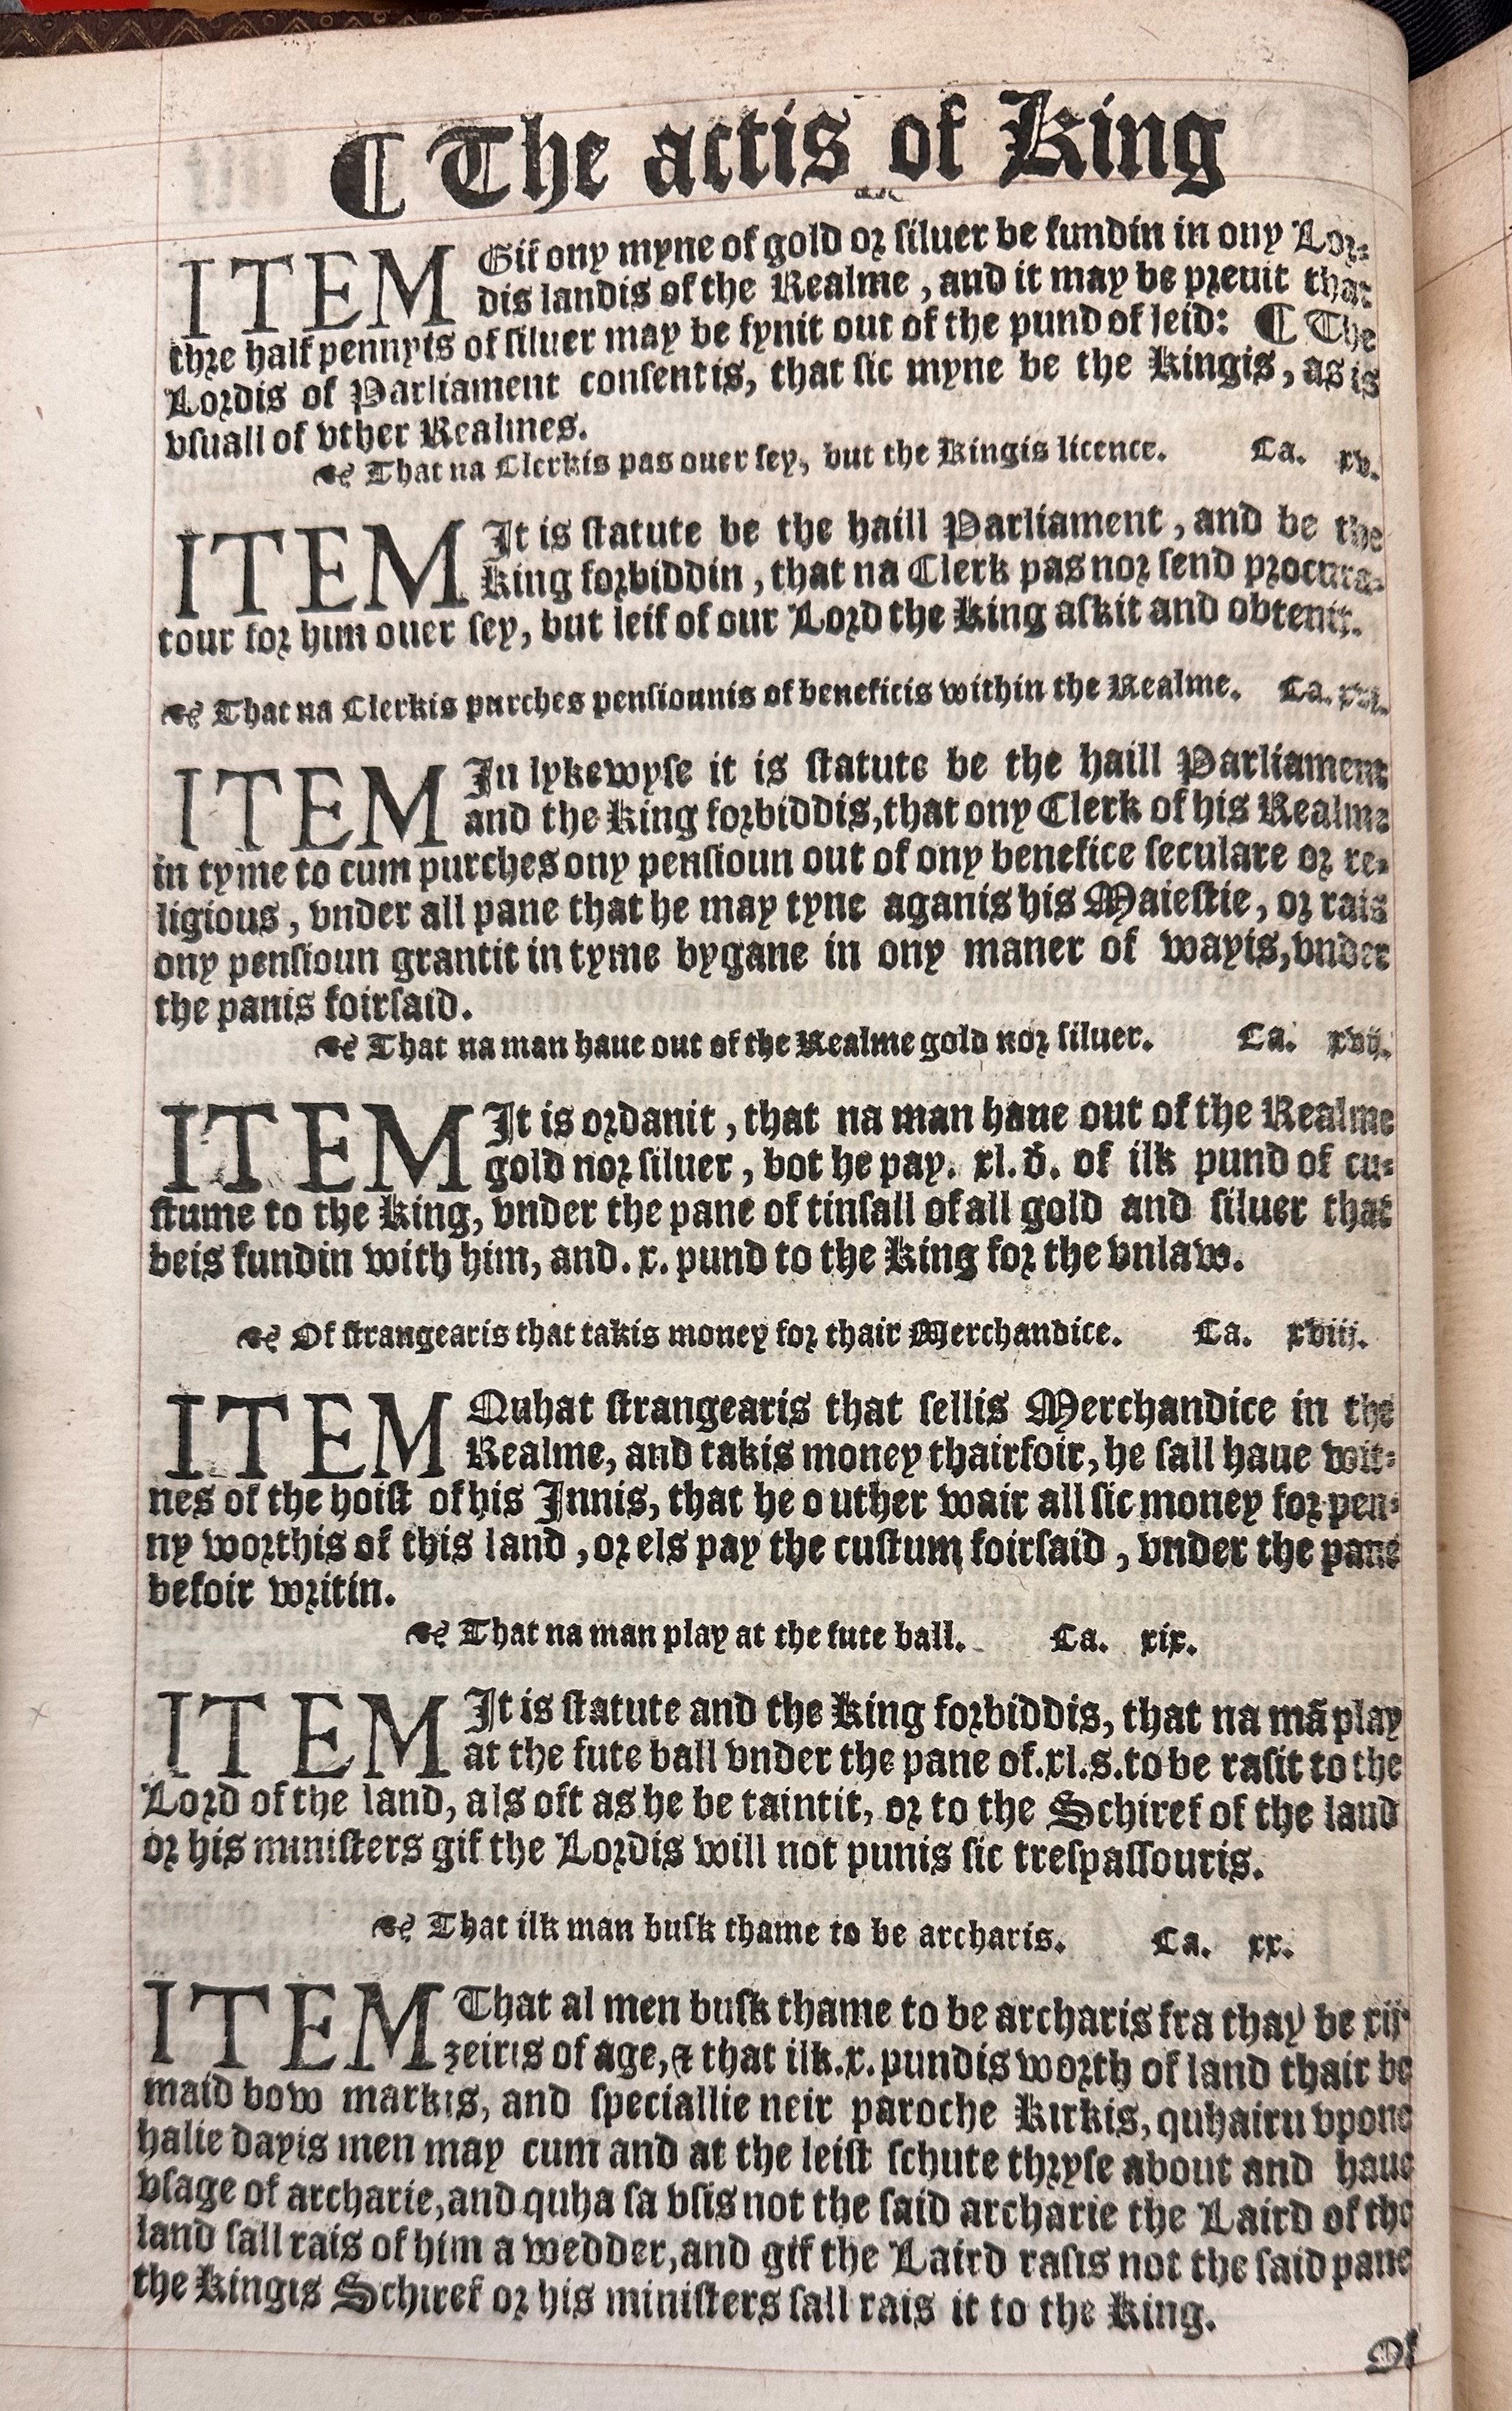 ¶ The actis of King
ITEM Gif ony myne of gold or siluer be fundin in ony Lor-
dis landis of the Realme, and it may be preuit that
thre half pennyis of siluer may be fynit out of the pund of leid: ¶ The
Lordis of Parliament consentis, that sic myne be the Kingis, as is
vsuall of vther Realmes.
❧ That na Clerkis pas ouer sey, but the Kingis licence. Ca. xv.
ITEM It is statute be the haill Parliament, and be the
King forbiddin, that na Clerk pas nor send procura-
tour for him ouer sey, but leif of our Lord the King askit and obtenit.
❧ That na Clerkis purches pensiounis of beneficis within the Realme. Ca. xvi.
ITEM In lykewyse it is statute be the haill Parliament
and the King forbiddis, that ony Clerk of his Realme
in tyme to cum purches ony pensioun out of ony benefice seculare or re-
ligious, vnder all pane that he may tyne aganis his Maiestie, or rais
ony pensioun grantit in tyme bygane in ony maner of wayis, vnder
the panis foirsaid.
❧ That na man haue out of the Realme gold nor siluer. Ca. xvii.
ITEM It is ordanit, that na man haue out of the Realme
gold nor siluer, bot he pay. xl. đ. of ilk pund of cu-
stume to the King, vnder the pane of tinsall of all gold and siluer that
beis fundin with him, and. x. pund to the King for the vnlaw.
❧ Of strangearis that takis money for thair Merchandice. Ca. xviii.
ITEM Quhat strangearis that sellis Merchandice in the
Realme, and takis money thairfoir, he sall haue wit-
nes of the hoist of his Innis, that he outher wair all sic money for pen-
ny worthis of this land, or els pay the custum foirsaid, vnder the pane
befoir writin.
❧ That na man play at the fute ball. Ca. xix.
ITEM It is statute and the King forbiddis, that na mã play
at the fute ball vnder the pane of. xl. s. to be rasit to the
Lord of the land, als oft as he be taintit, or to the Schiref of the land
or his ministers gif the Lordis will not punis sic trespassouris.
❧ That ilk man busk thame to be archaris. Ca. xx.
ITEM That al men busk thame to be archaris fra thay be xii
zeiris of age, & that ilk. x. pundis worth of land thair be
maid bow markis, and speciallie neir paroche Kirkis, quhairu vpone
halie dayis men may cum and at the leist schute thryse about and haue
vsage of archarie, and quha sa vsis not the said archarie the Laird of the
land sall rais of him a wedder, and gif the Laird rasis not the said pane
the Kingis Schiref or his ministers sall rais it to the King.
Of